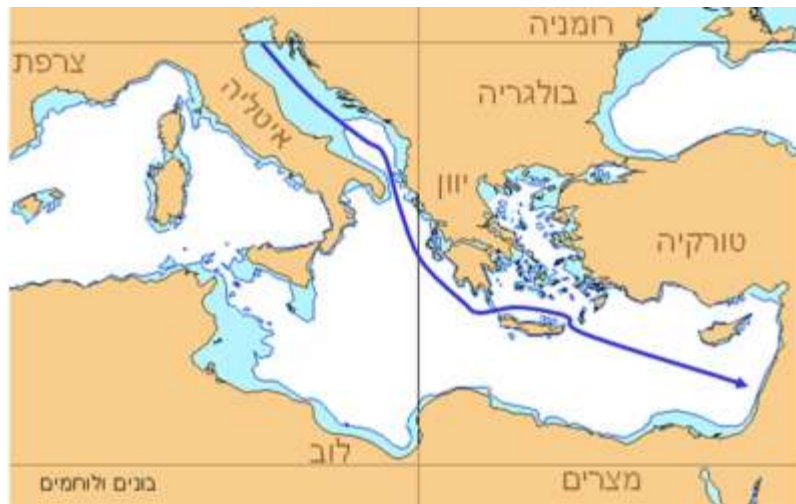 רומניה
צרפת
בולגריה
איטליה
יוון
טורקיה
לוב
מצרים
בונים ולוחמים